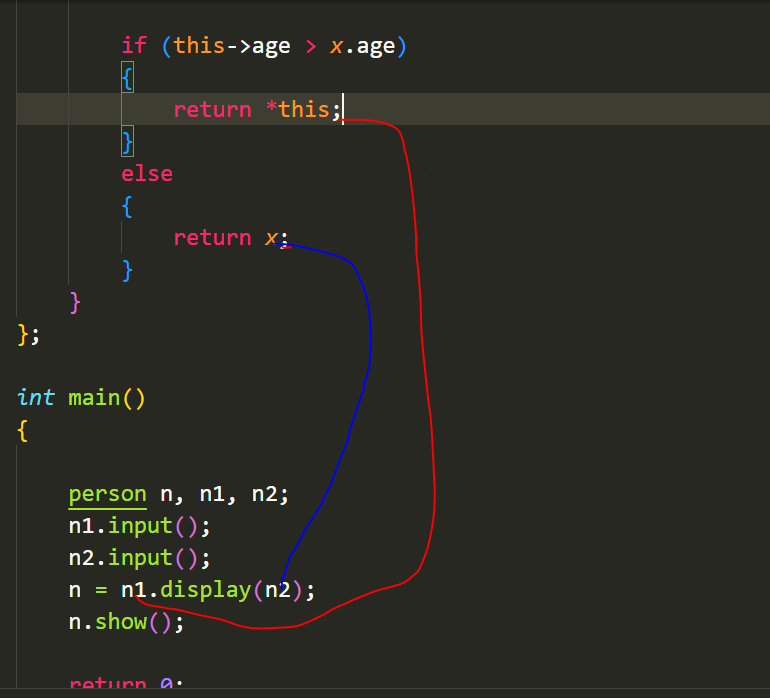 if (this->age > x.age)
{
return *this;
}
else
{
return x;
}
}
};
int main()
{
person n, n1, n2;
n1.input();
n2.input();
n = n1.display(n2);
n.show();
return 0;